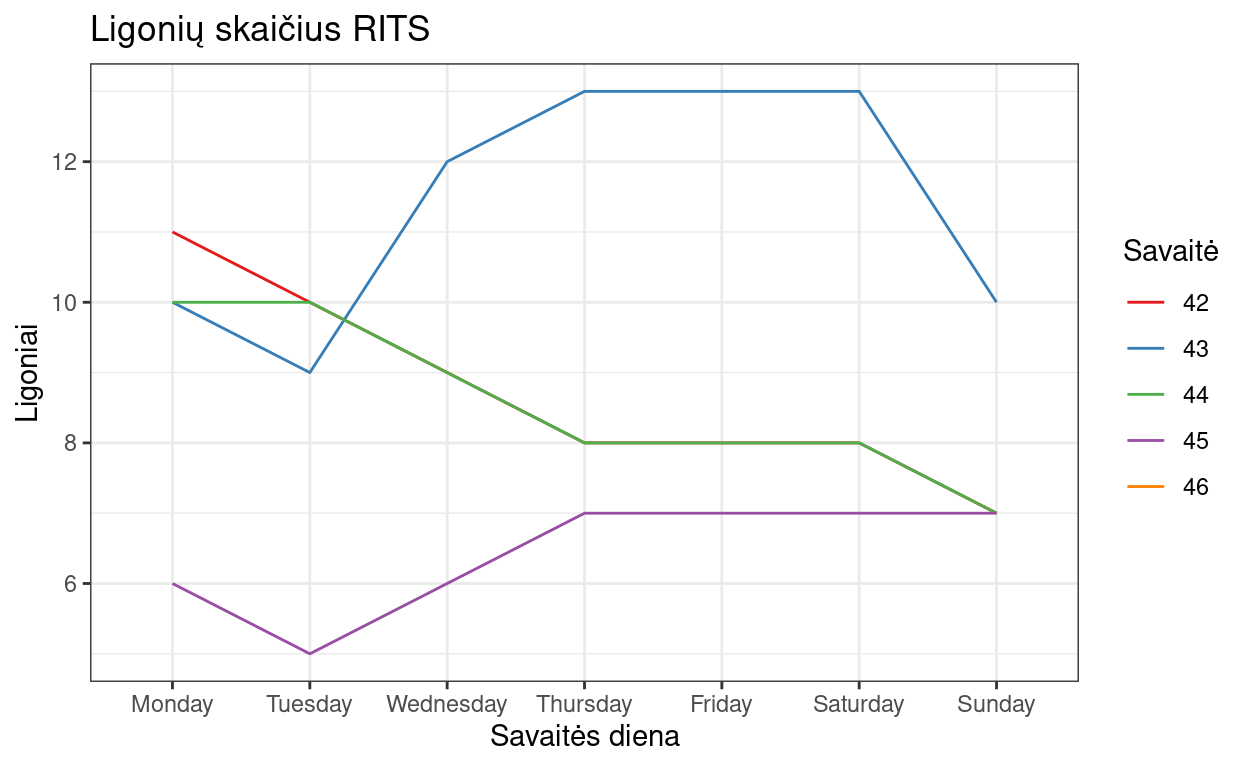 Ligonių skaičius RITS
Ligoniai
12
10
8
6
Monday Tuesday Wednesday Thursday Friday Saturday Sunday
Savaitės diena
Savaitė
42
43
44
45
46